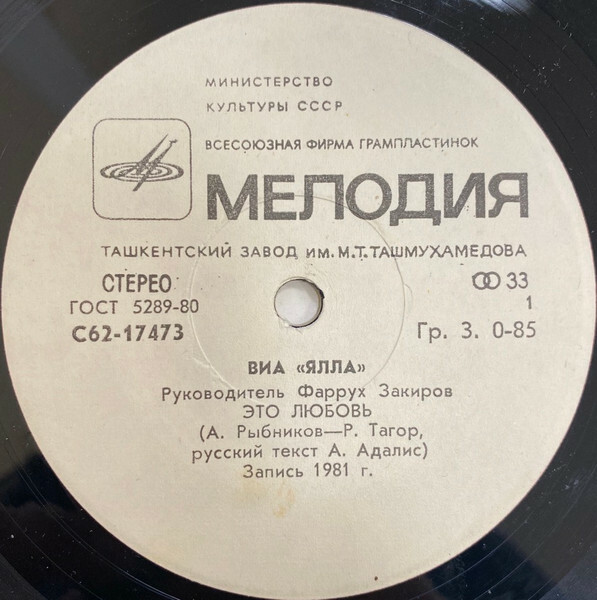 МИНИСТЕРСТВО
КУЛЬТУРЫ СССР
ВСЕСОЮЗНАЯ ФИРМА ГРАМПЛАСТИНОК
МЕЛОДИЯ
ТАШКЕНТСКИЙ ЗАВОД ИМ. М.Т. ТАШМУХАМЕДОВА
СТЕРЕО 33
ГОСТ 5289-80 1
С62-17473 Гр. 3. 0-85
ВИА «ЯЛЛА»
Руководитель Фаррух Закиров
ЭТО ЛЮБОВЬ
(А. Рыбников—Р. Тагор,
русский текст А. Адалис)
Запись 1981 г.